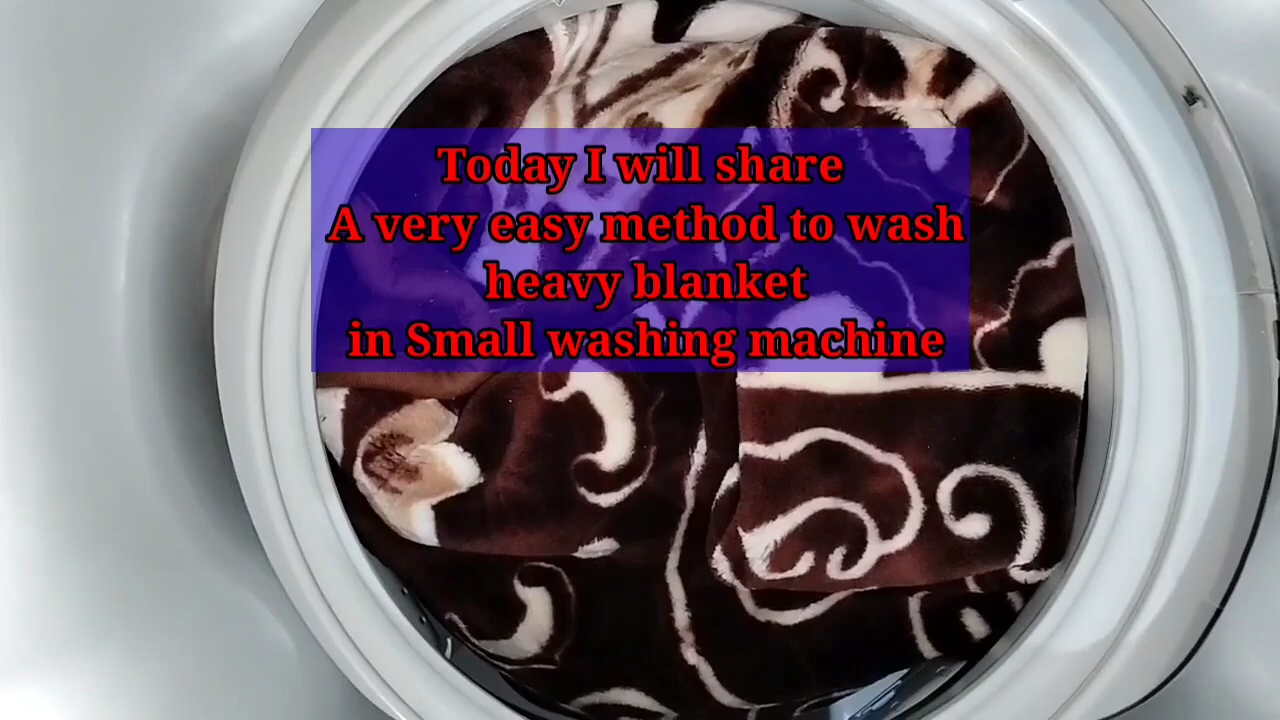 Today I will share
A very easy method to wash
heavy blanket
in Small washing machine